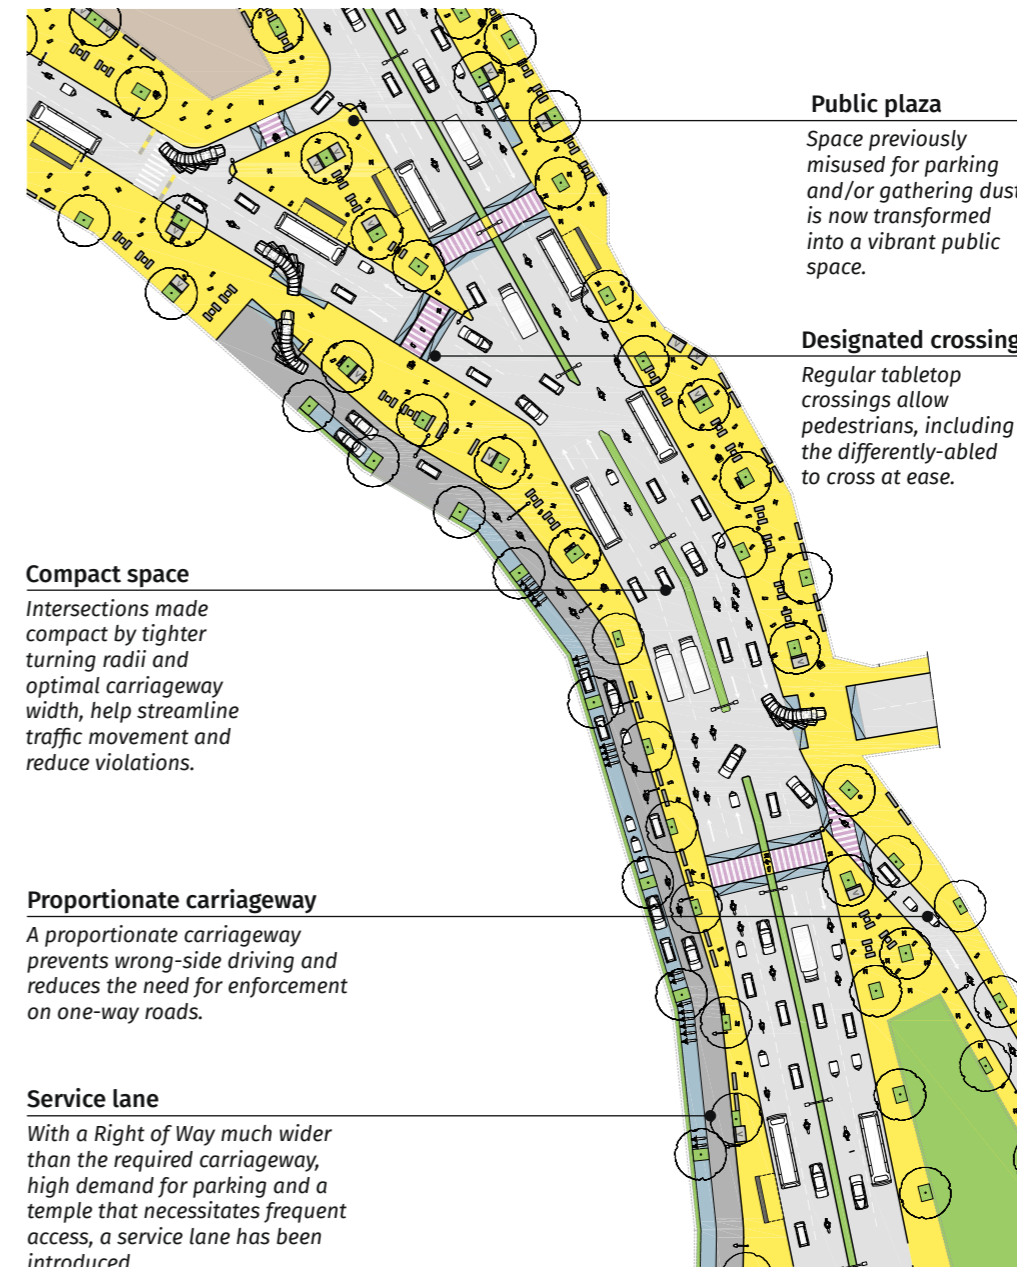 Public plaza
Space previously
misused for parking
and/or gathering dust
is now transformed
into a vibrant public
space.
Designated crossing
Regular tabletop
crossings allow
pedestrians, including
the differently-abled
to cross at ease.
Compact space
Intersections made
compact by tighter
turning radii and
optimal carriageway
width, help streamline
traffic movement and
reduce violations.
Proportionate carriageway
A proportionate carriageway
prevents wrong-side driving and
reduces the need for enforcement
on one-way roads.
Service lane
With a Right of Way much wider
than the required carriageway,
high demand for parking and a
temple that necessitates frequent
access, a service lane has been
introduced